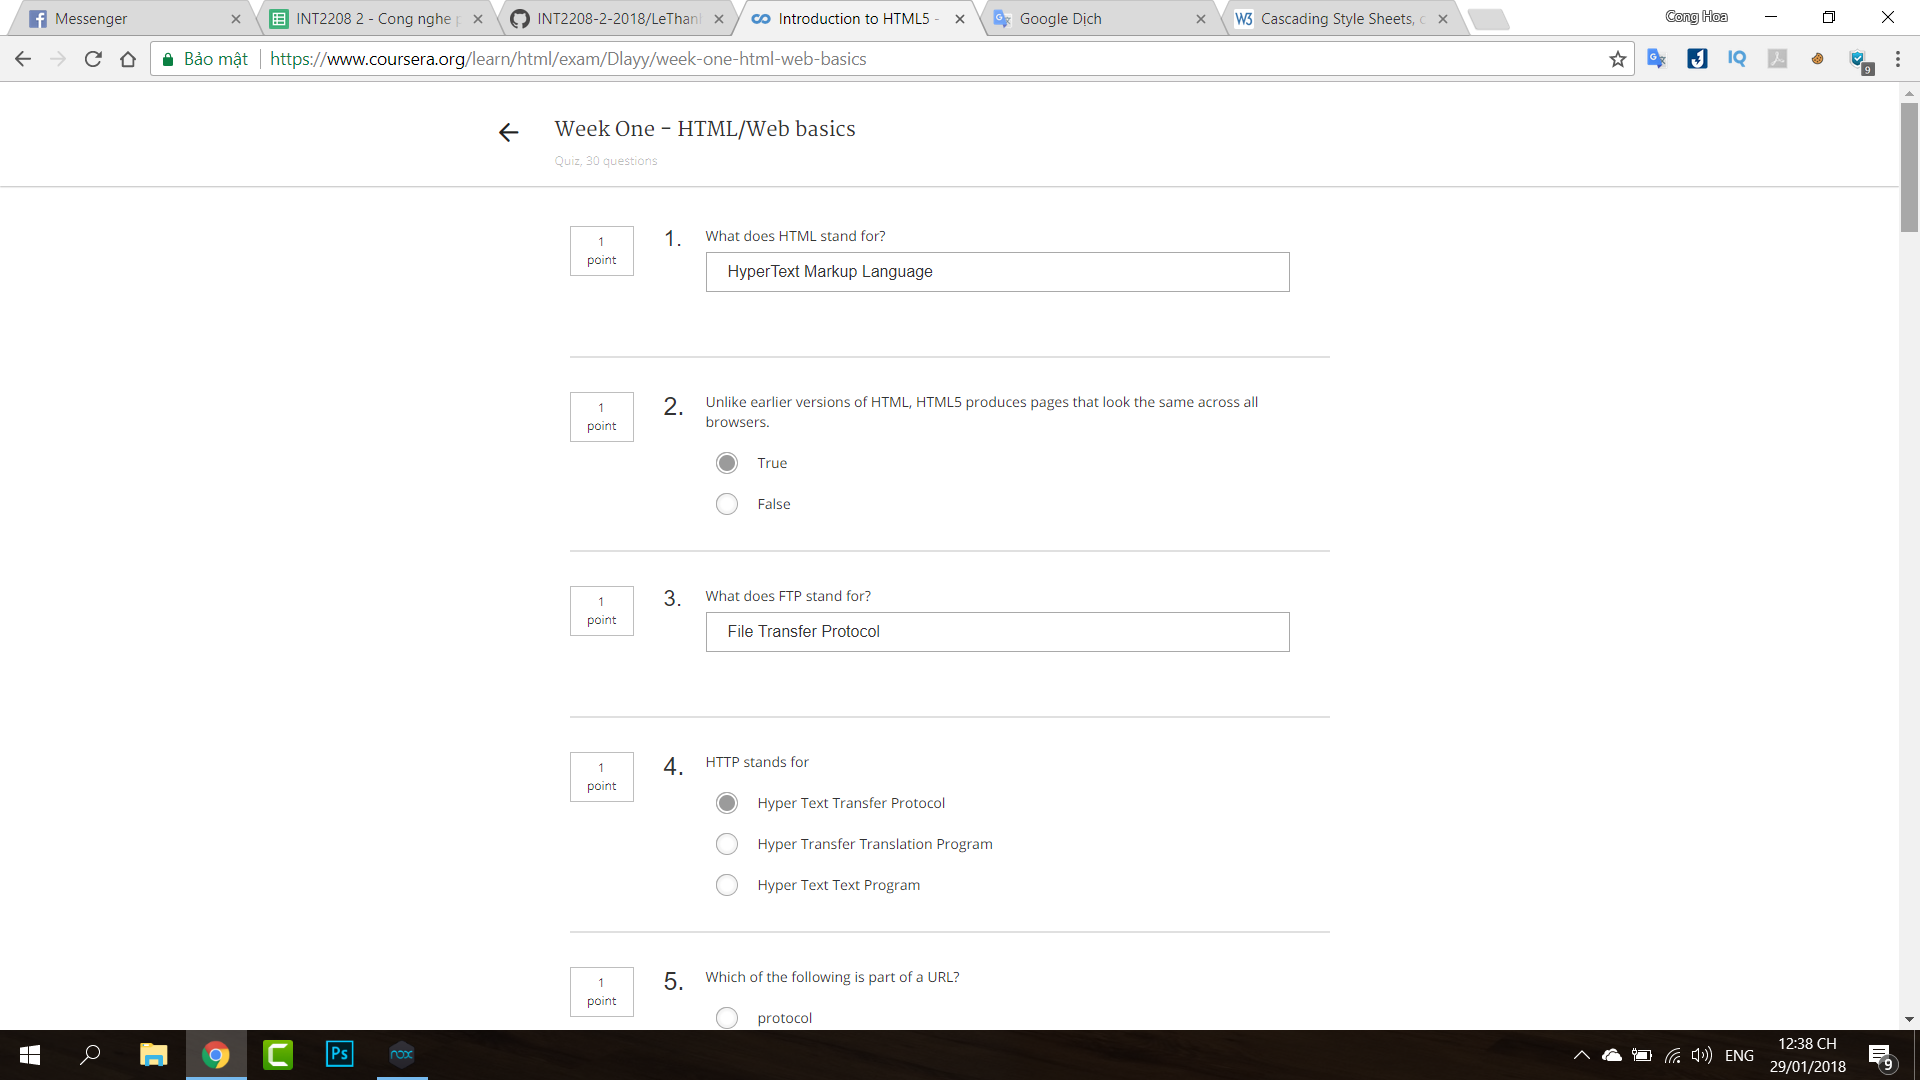 Messenger
INT2208 2 - Cong nghe p
INT2208-2-2018/LeThanh
Introduction to HTML5 -
Google Dịch
Cascading Style Sheets, c
Cong Hoa
Bảo mật
https://www.coursera.org/learn/html/exam/Dlayy/week-one-html-web-basics
9
Week One - HTML/Web basics
Quiz, 30 questions
1 point
1.
What does HTML stand for?
HyperText Markup Language
1 point
2.
Unlike earlier versions of HTML, HTML5 produces pages that look the same across all
browsers.
True
False
1 point
3.
What does FTP stand for?
File Transfer Protocol
1 point
4.
HTTP stands for
Hyper Text Transfer Protocol
Hyper Transfer Translation Program
Hyper Text Text Program
1 point
5.
Which of the following is part of a URL?
protocol
Ps
nox
ENG
12:38 CH
29/01/2018
9